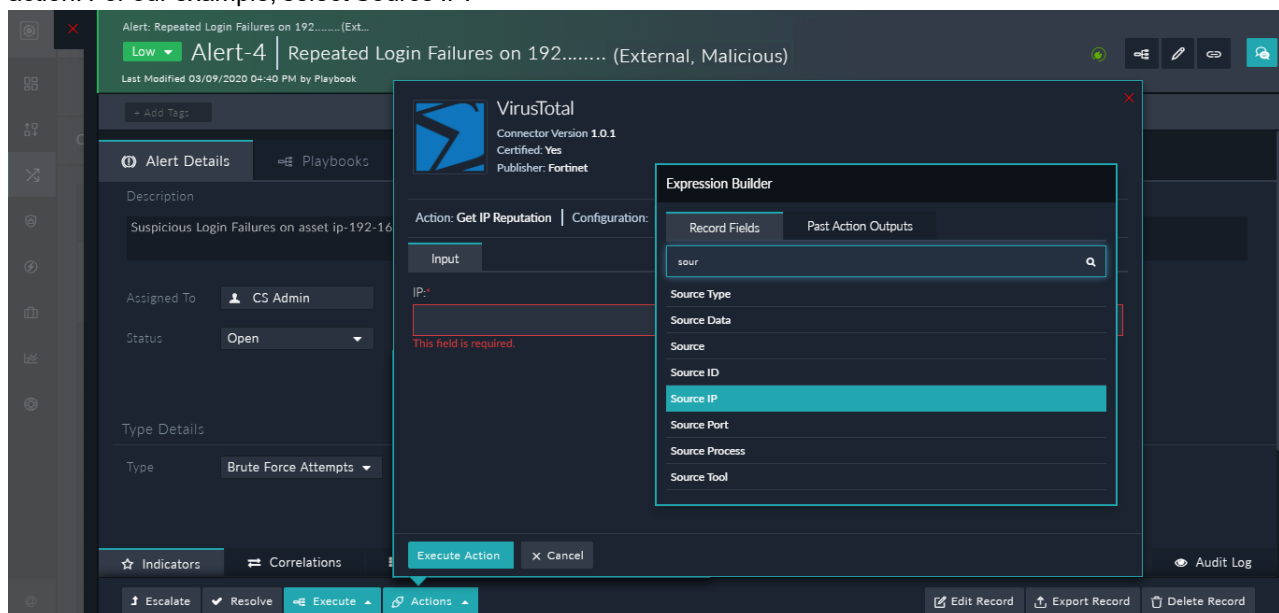 Alert: Repeated Login Failures on 192........(Ext...
Low Alert-4 | Repeated Login Failures on 192........ (External, Malicious)
Last Modified 03/09/2020 04:40 PM by Playbook
+ Add Tags
VirusTotal
Connector Version 1.0.1
Certified: Yes
Publisher: Fortinet
Alert Details Playbooks
Description
Suspicious Login Failures on asset ip-192-16
Action: Get IP Reputation | Configuration:
Input
IP:*
This field is required.
Expression Builder
Record Fields Past Action Outputs
sour
Source Type
Source Data
Source
Source ID
Source IP
Source Port
Source Process
Source Tool
Assigned To CS Admin
Status Open
Type Details
Type Brute Force Attempts
Execute Action X Cancel
Indicators Correlations Audit Log
Escalate Resolve Execute Actions Edit Record Export Record Delete Record